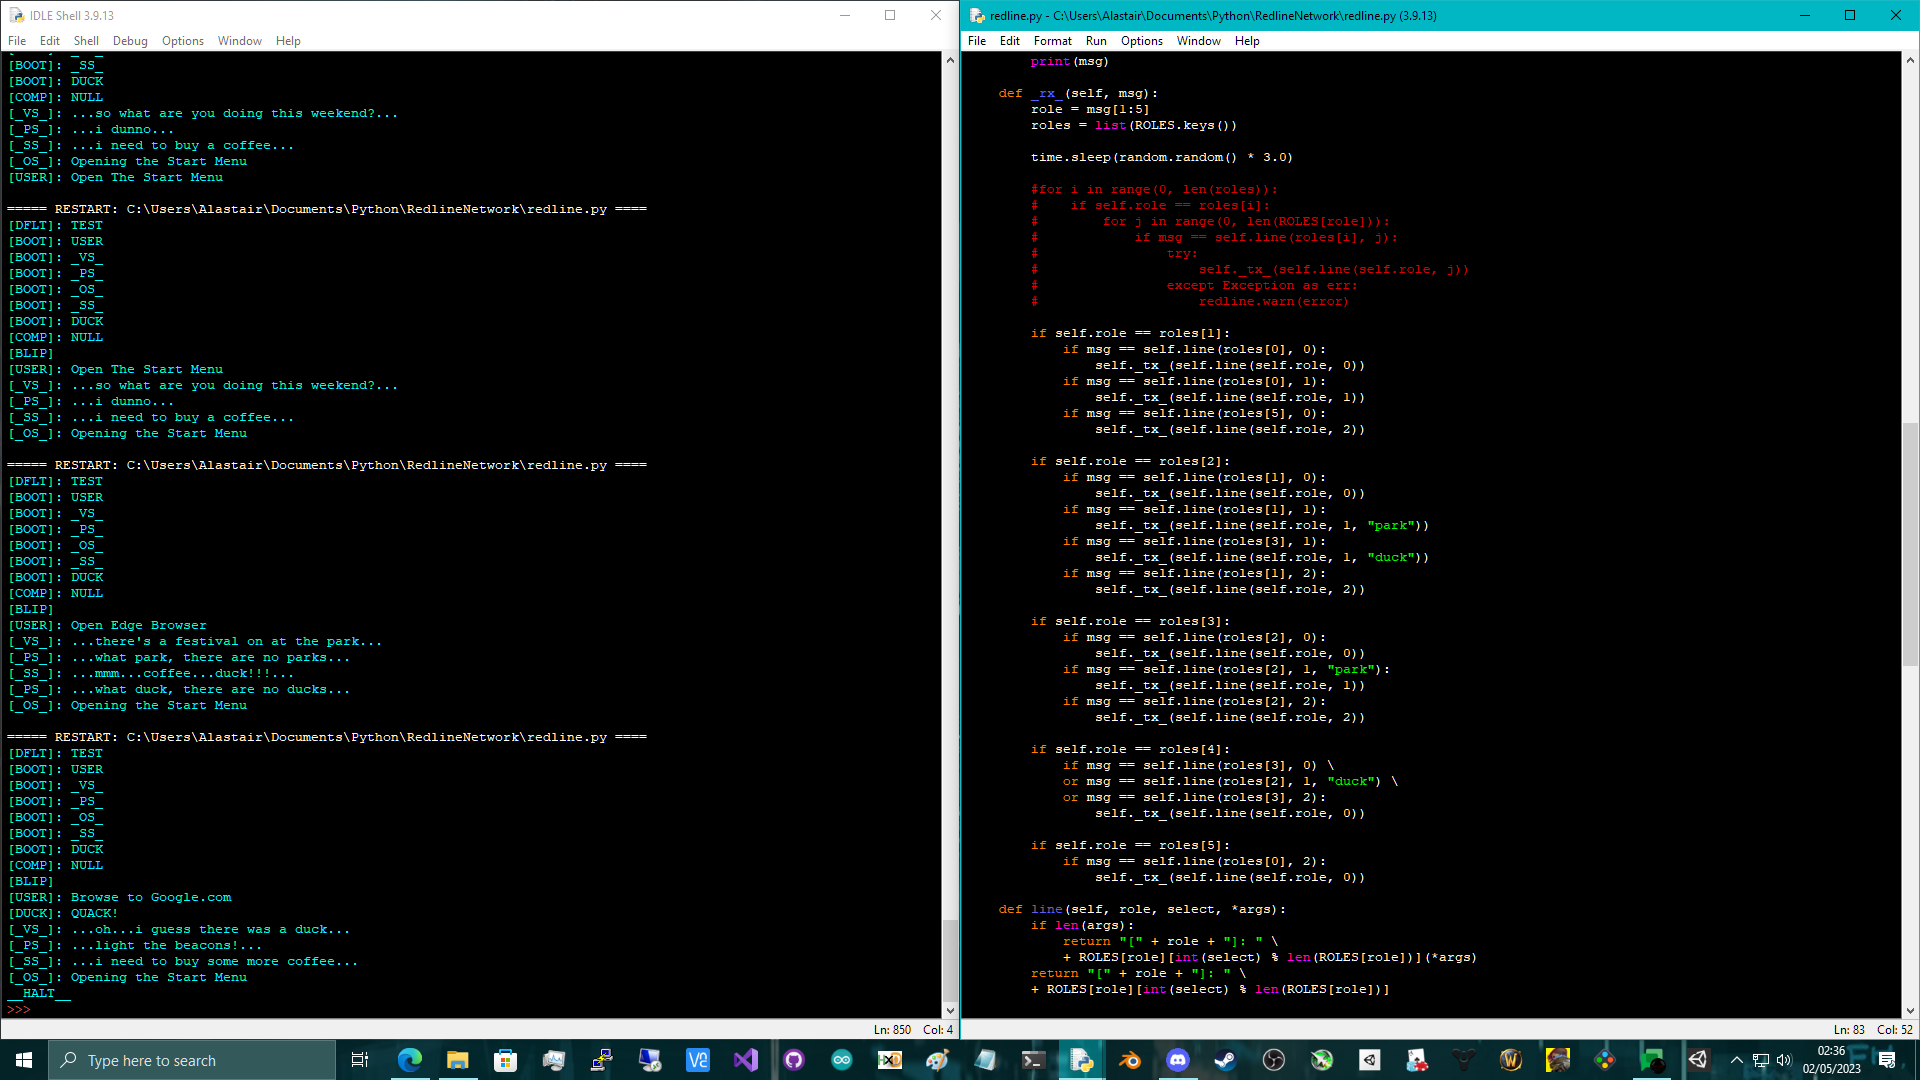 IDLE Shell 3.9.13
File Edit Shell Debug Options Window Help
[BOOT]: _SS_
[BOOT]: DUCK
[COMP]: NULL
[_VS_]: ...so what are you doing this weekend?...
[_PS_]: ...i dunno...
[_SS_]: ...i need to buy a coffee...
[_OS_]: Opening the Start Menu
[USER]: Open The Start Menu
===== RESTART: C:\Users\Alastair\Documents\Python\RedlineNetwork\redline.py ====
[DFLT]: TEST
[BOOT]: USER
[BOOT]: _VS_
[BOOT]: _PS_
[BOOT]: _OS_
[BOOT]: _SS_
[BOOT]: DUCK
[COMP]: NULL
[BLIP]
[USER]: Open The Start Menu
[_VS_]: ...so what are you doing this weekend?...
[_PS_]: ...i dunno...
[_SS_]: ...i need to buy a coffee...
[_OS_]: Opening the Start Menu
===== RESTART: C:\Users\Alastair\Documents\Python\RedlineNetwork\redline.py ====
[DFLT]: TEST
[BOOT]: USER
[BOOT]: _VS_
[BOOT]: _PS_
[BOOT]: _OS_
[BOOT]: _SS_
[BOOT]: DUCK
[COMP]: NULL
[BLIP]
[USER]: Open Edge Browser
[_VS_]: ...there's a festival on at the park...
[_PS_]: ...what park, there are no parks...
[_SS_]: ...mmm...coffee...duck!!!...
[_PS_]: ...what duck, there are no ducks...
[_OS_]: Opening the Start Menu
===== RESTART: C:\Users\Alastair\Documents\Python\RedlineNetwork\redline.py ====
[DFLT]: TEST
[BOOT]: USER
[BOOT]: _VS_
[BOOT]: _PS_
[BOOT]: _OS_
[BOOT]: _SS_
[BOOT]: DUCK
[COMP]: NULL
[BLIP]
[USER]: Browse to Google.com
[DUCK]: QUACK!
[_VS_]: ...oh...i guess there was a duck...
[_PS_]: ...light the beacons!...
[_SS_]: ...i need to buy some more coffee...
[_OS_]: Opening the Start Menu
__HALT__
>>>
Ln: 850 Col: 4
redline.py - C:\Users\Alastair\Documents\Python\RedlineNetwork\redline.py (3.9.13)
File Edit Format Run Options Window Help
print(msg)
def _rx_(self, msg):
role = msg[1:5]
roles = list(ROLES.keys())
time.sleep(random.random() * 3.0)
#for i in range(0, len(roles)):
#    if self.role == roles[i]:
#        for j in range(0, len(ROLES[role])):
#            if msg == self.line(roles[i], j):
#                try:
#                    self._tx_(self.line(self.role, j))
#                except Exception as err:
#                    redline.warn(error)
if self.role == roles[1]:
if msg == self.line(roles[0], 0):
self._tx_(self.line(self.role, 0))
if msg == self.line(roles[0], 1):
self._tx_(self.line(self.role, 1))
if msg == self.line(roles[5], 0):
self._tx_(self.line(self.role, 2))
if self.role == roles[2]:
if msg == self.line(roles[1], 0):
self._tx_(self.line(self.role, 0))
if msg == self.line(roles[1], 1):
self._tx_(self.line(self.role, 1, "park"))
if msg == self.line(roles[3], 1):
self._tx_(self.line(self.role, 1, "duck"))
if msg == self.line(roles[1], 2):
self._tx_(self.line(self.role, 2))
if self.role == roles[3]:
if msg == self.line(roles[2], 0):
self._tx_(self.line(self.role, 0))
if msg == self.line(roles[2], 1, "park"):
self._tx_(self.line(self.role, 1))
if msg == self.line(roles[2], 2):
self._tx_(self.line(self.role, 2))
if self.role == roles[4]:
if msg == self.line(roles[3], 0) \
or msg == self.line(roles[2], 1, "duck") \
or msg == self.line(roles[3], 2):
self._tx_(self.line(self.role, 0))
if self.role == roles[5]:
if msg == self.line(roles[0], 2):
self._tx_(self.line(self.role, 0))
def line(self, role, select, *args):
if len(args):
return "[" + role + "]: " \
+ ROLES[role][int(select) % len(ROLES[role])](*args)
return "[" + role + "]: " \
+ ROLES[role][int(select) % len(ROLES[role])]
Ln: 83 Col: 52
Type here to search
02:36
02/05/2023